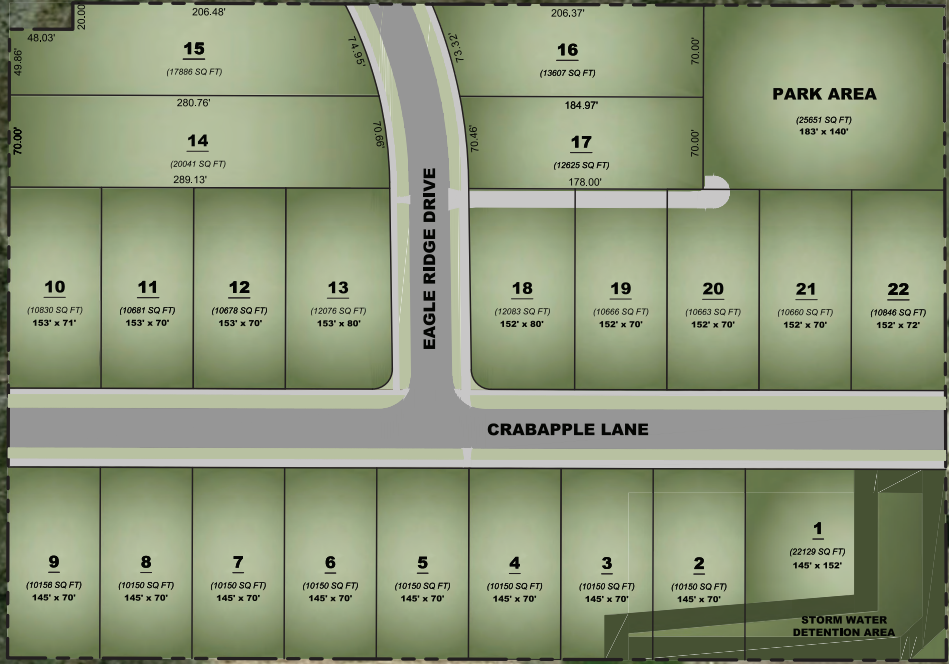 206.48'
20.00
48.03'
49.86'
15
(17886 SQ FT)
74.95'
206.37'
73.32'
16
(13607 SQ FT)
70.00'
PARK AREA
(25651 SQ FT)
183' x 140'
280.76'
70.00'
14
(20041 SQ FT)
289.13'
70.66'
184.97'
70.46'
17
(12625 SQ FT)
70.00'
178.00'
EAGLE RIDGE DRIVE
10
(10830 SQ FT)
153' x 71'
11
(10681 SQ FT)
153' x 70'
12
(10678 SQ FT)
153' x 70'
13
(12076 SQ FT)
153' x 80'
18
(12083 SQ FT)
152' x 80'
19
(10666 SQ FT)
152' x 70'
20
(10663 SQ FT)
152' x 70'
21
(10660 SQ FT)
152' x 70'
22
(10846 SQ FT)
152' x 72'
CRABAPPLE LANE
9
(10156 SQ FT)
145' x 70'
8
(10150 SQ FT)
145' x 70'
7
(10150 SQ FT)
145' x 70'
6
(10150 SQ FT)
145' x 70'
5
(10150 SQ FT)
145' x 70'
4
(10150 SQ FT)
145' x 70'
3
(10150 SQ FT)
145' x 70'
2
(10150 SQ FT)
145' x 70'
1
(22129 SQ FT)
145' x 152'
STORM WATER
DETENTION AREA